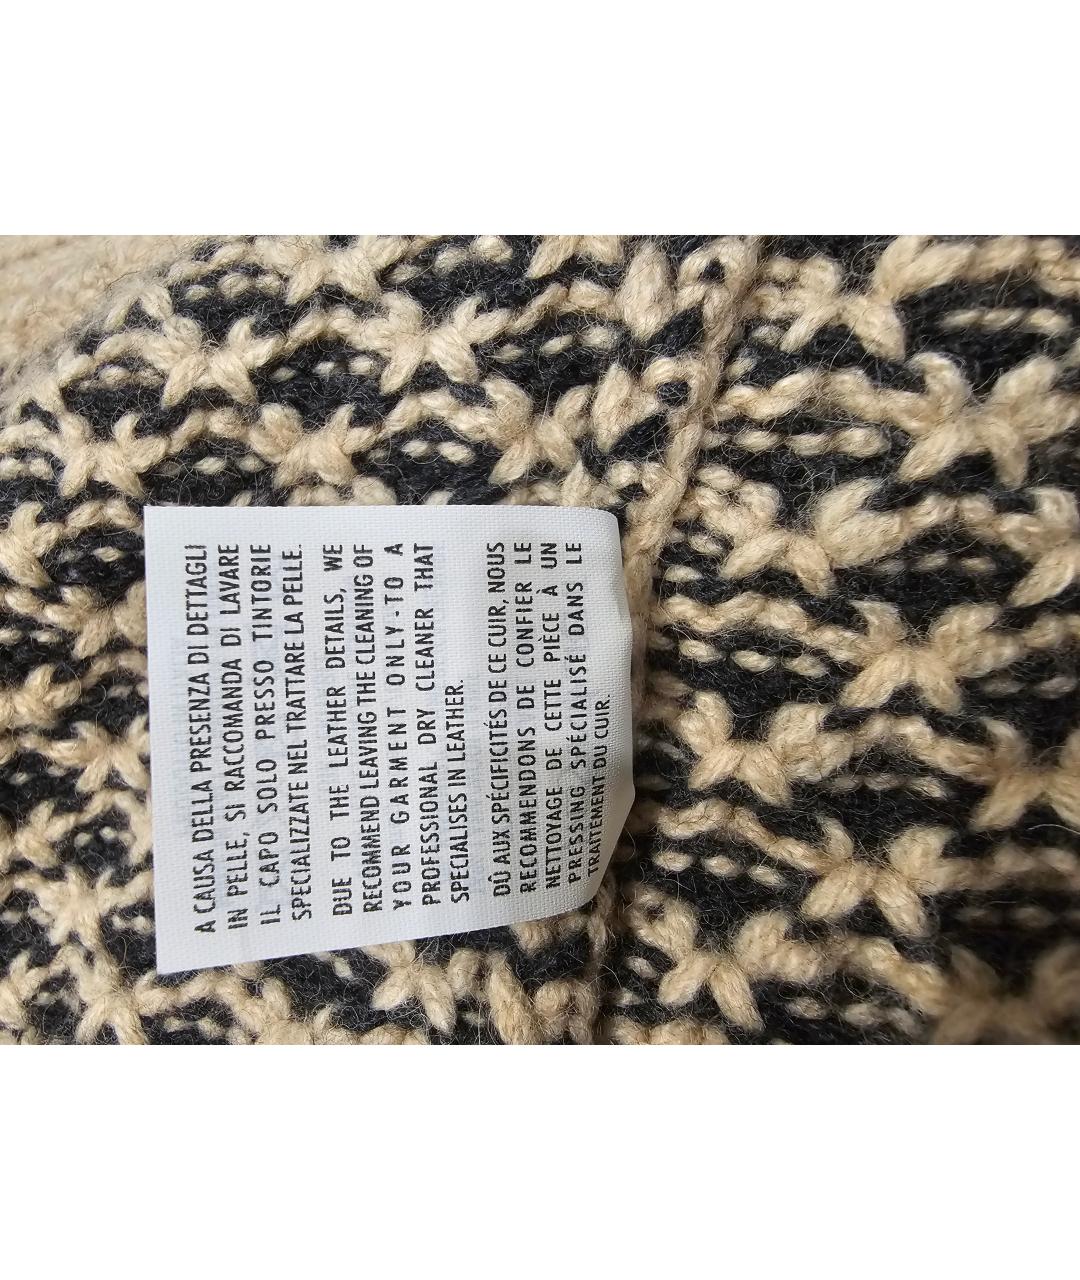 A CAUSA DELLA PRESENZA DI DETTAGLI
IN PELLE, SI RACCOMANDA DI LAVARE
IL CAPO SOLO PRESSO TINTORIE
SPECIALIZZATE NEL TRATTARE LA PELLE.
DUE TO THE LEATHER DETAILS, WE
RECOMMEND LEAVING THE CLEANING OF
YOUR GARMENT ONLY-TO A
PROFESSIONAL DRY CLEANER THAT
SPECIALISES IN LEATHER.
DÛ AUX SPÉCIFICITÉS DE CE CUIR, NOUS
RECOMMENDONS DE CONFIER LE
NETTOYAGE DE CETTE PIÈCE À UN
PRESSING SPÉCIALISÉ DANS LE
TRAITEMENT DU CUIR.